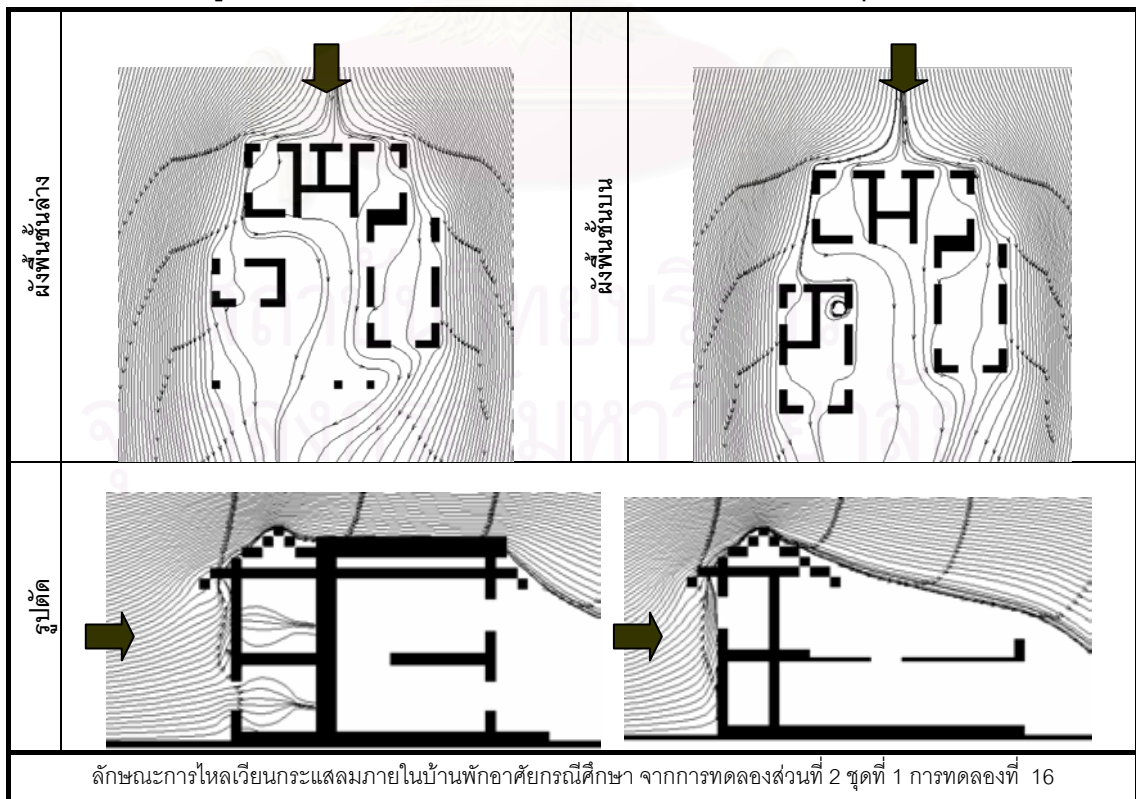 ผังพื้นชั้นล่าง
ผังพื้นชั้นบน
รูปตัด
ลักษณะการไหลเวียนกระแสลมภายในบ้านพักอาศัยกรณีศึกษา จากการทดลองส่วนที่ 2 ชุดที่ 1 การทดลองที่ 16